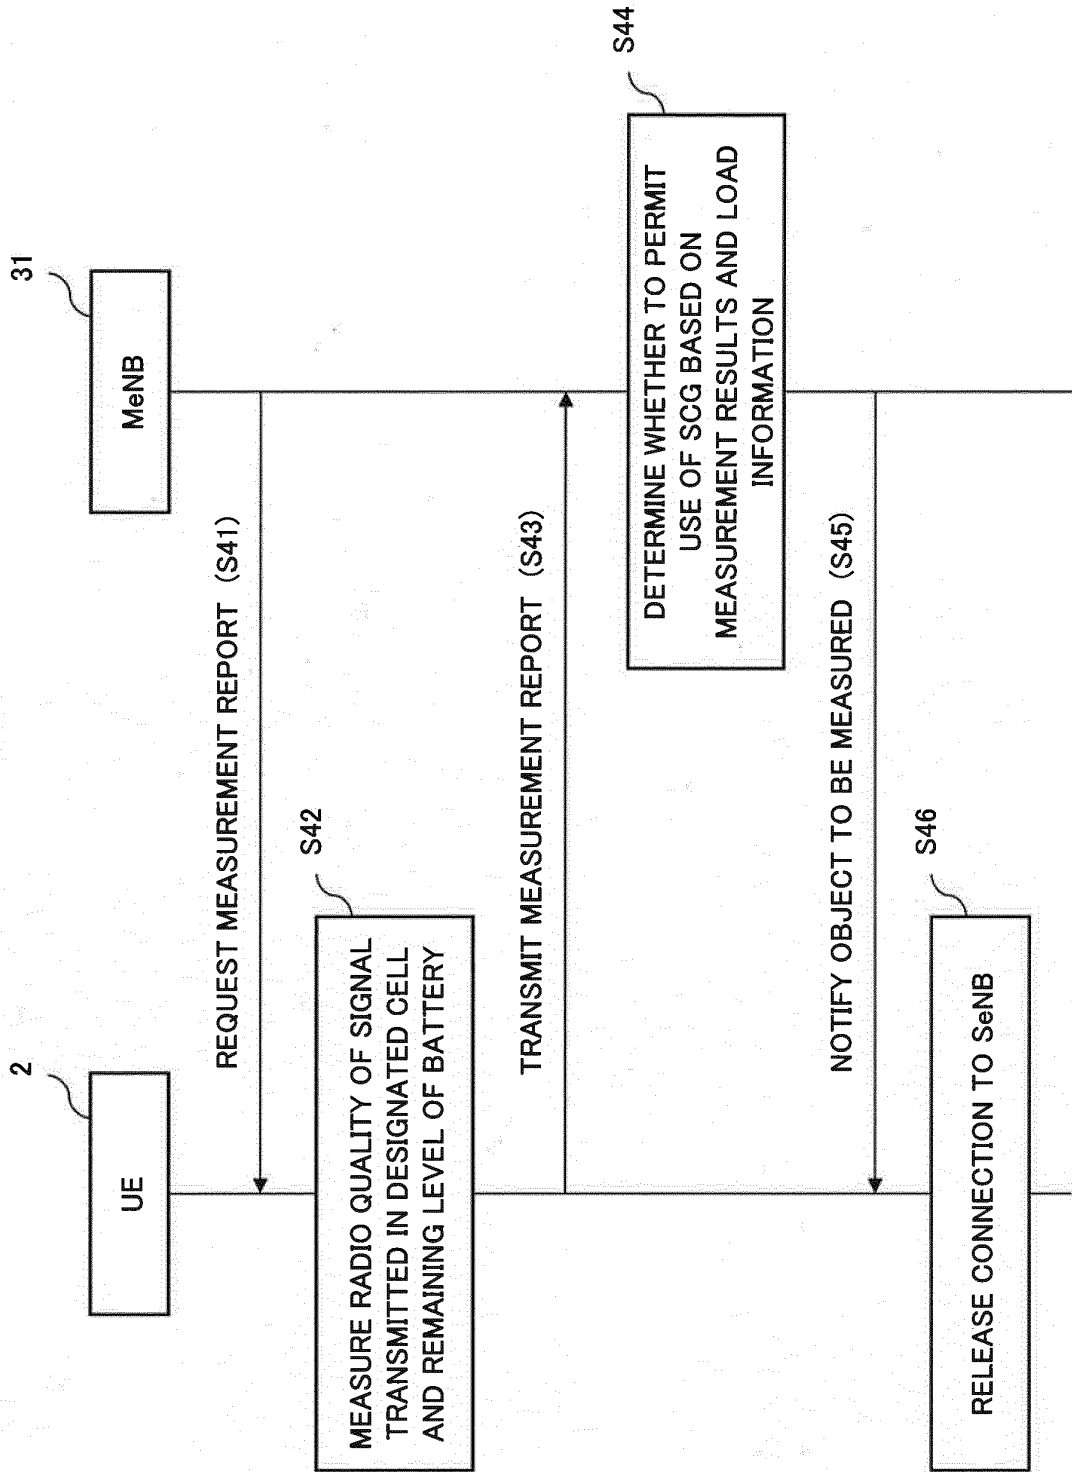 2
UE
31
MeNB
REQUEST MEASUREMENT REPORT (S41)
S42
MEASURE RADIO QUALITY OF SIGNAL
TRANSMITTED IN DESIGNATED CELL
AND REMAINING LEVEL OF BATTERY
TRANSMIT MEASUREMENT REPORT (S43)
S44
DETERMINE WHETHER TO PERMIT
USE OF SCG BASED ON
MEASUREMENT RESULTS AND LOAD
INFORMATION
NOTIFY OBJECT TO BE MEASURED (S45)
S46
RELEASE CONNECTION TO SeNB